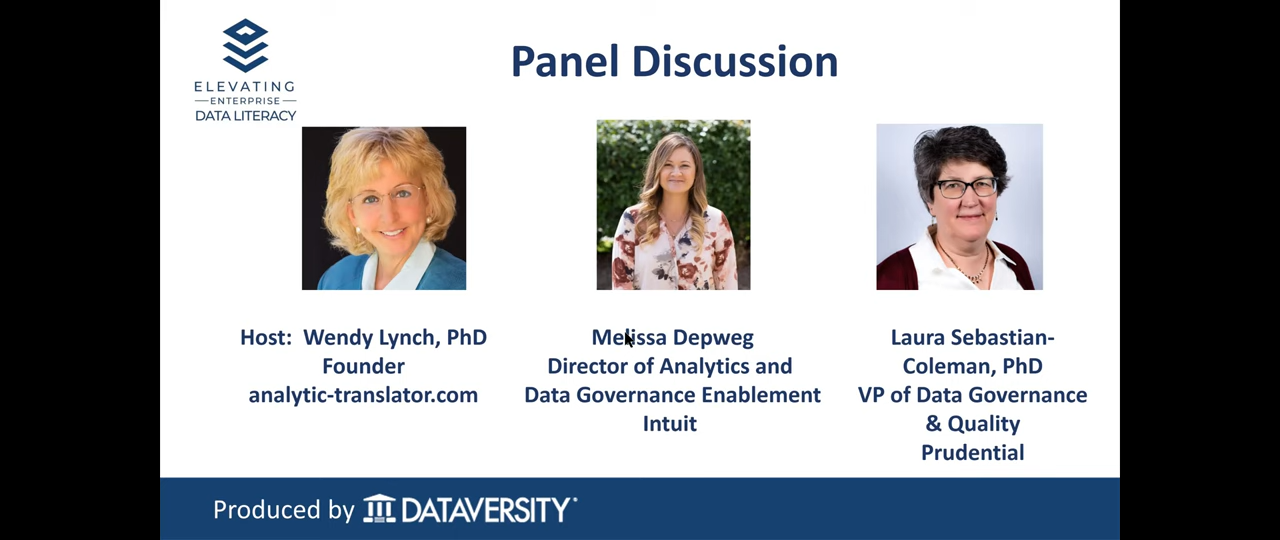 ELEVATING
ENTERPRISE
DATA LITERACY
Panel Discussion
Host: Wendy Lynch, PhD
Founder
analytic-translator.com
Melissa Depweg
Director of Analytics and
Data Governance Enablement
Intuit
Laura Sebastian-
Coleman, PhD
VP of Data Governance
& Quality
Prudential
Produced by DATAVERSITY